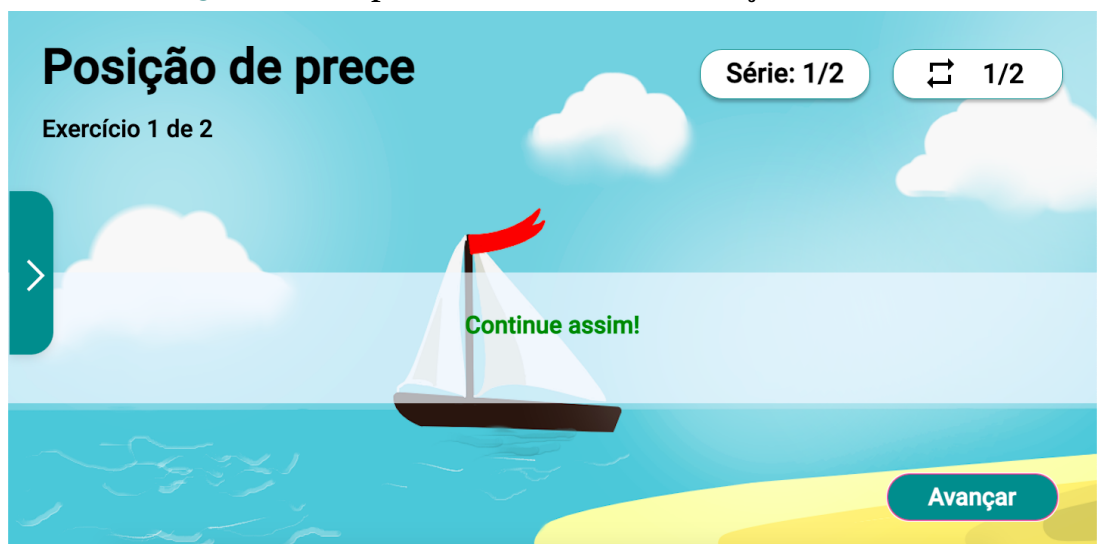 Posição de prece
Série: 1/2
1/2
Exercício 1 de 2
Continue assim!
Avançar